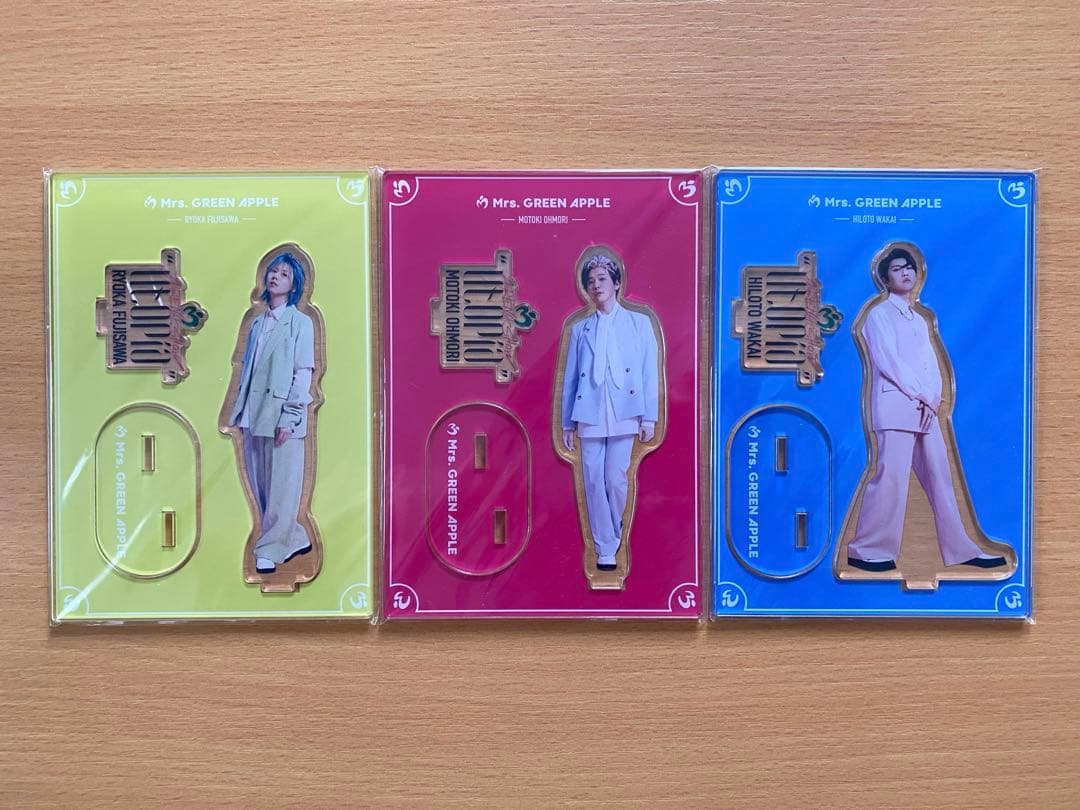 Mrs. GREEN APPLE
RYOKA FUJISAWA
Utopia
RYOKA FUJISAWA
Mrs. GREEN APPLE
Mrs. GREEN APPLE
MOTOKI OHMORI
Utopia
MOTOKI OHMORI
Mrs. GREEN APPLE
Mrs. GREEN APPLE
HILOTO WAKAI
Utopia
HILOTO WAKAI
Mrs. GREEN APPLE